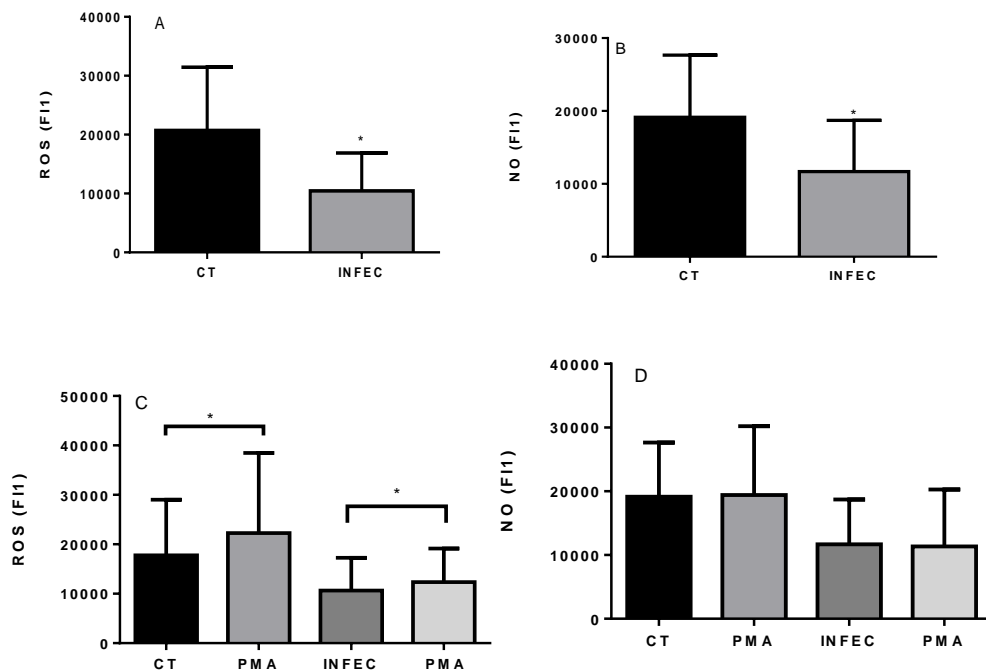 A
ROS (FI1)
40000
30000
20000
10000
0
*
CT INFEC
B
NO (FI1)
30000
20000
10000
0
*
CT INFEC
C
ROS (FI1)
50000
40000
30000
20000
10000
0
* *
CT PMA INFEC PMA
D
NO (FI1)
40000
30000
20000
10000
0
CT PMA INFEC PMA